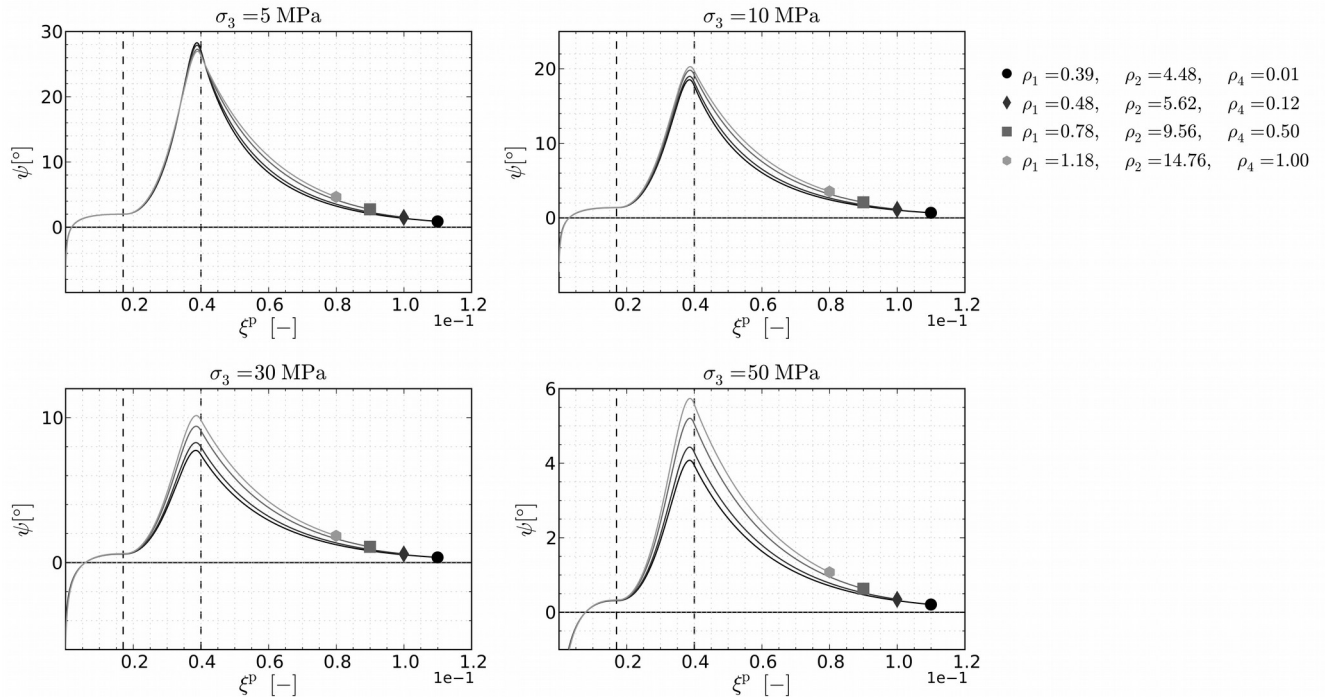 σ₃ =5 MPa
30
20
10
0
ψ[°]
0.2 0.4 0.6 0.8 1.0 1.2
1e−1
ξᵖ [−]
σ₃ =10 MPa
20
10
0
ψ[°]
0.2 0.4 0.6 0.8 1.0 1.2
1e−1
ξᵖ [−]
ρ₁ =0.39, ρ₂ =4.48, ρ₄ =0.01
ρ₁ =0.48, ρ₂ =5.62, ρ₄ =0.12
ρ₁ =0.78, ρ₂ =9.56, ρ₄ =0.50
ρ₁ =1.18, ρ₂ =14.76, ρ₄ =1.00
σ₃ =30 MPa
10
0
ψ[°]
0.2 0.4 0.6 0.8 1.0 1.2
1e−1
ξᵖ [−]
σ₃ =50 MPa
6
4
2
0
ψ[°]
0.2 0.4 0.6 0.8 1.0 1.2
1e−1
ξᵖ [−]